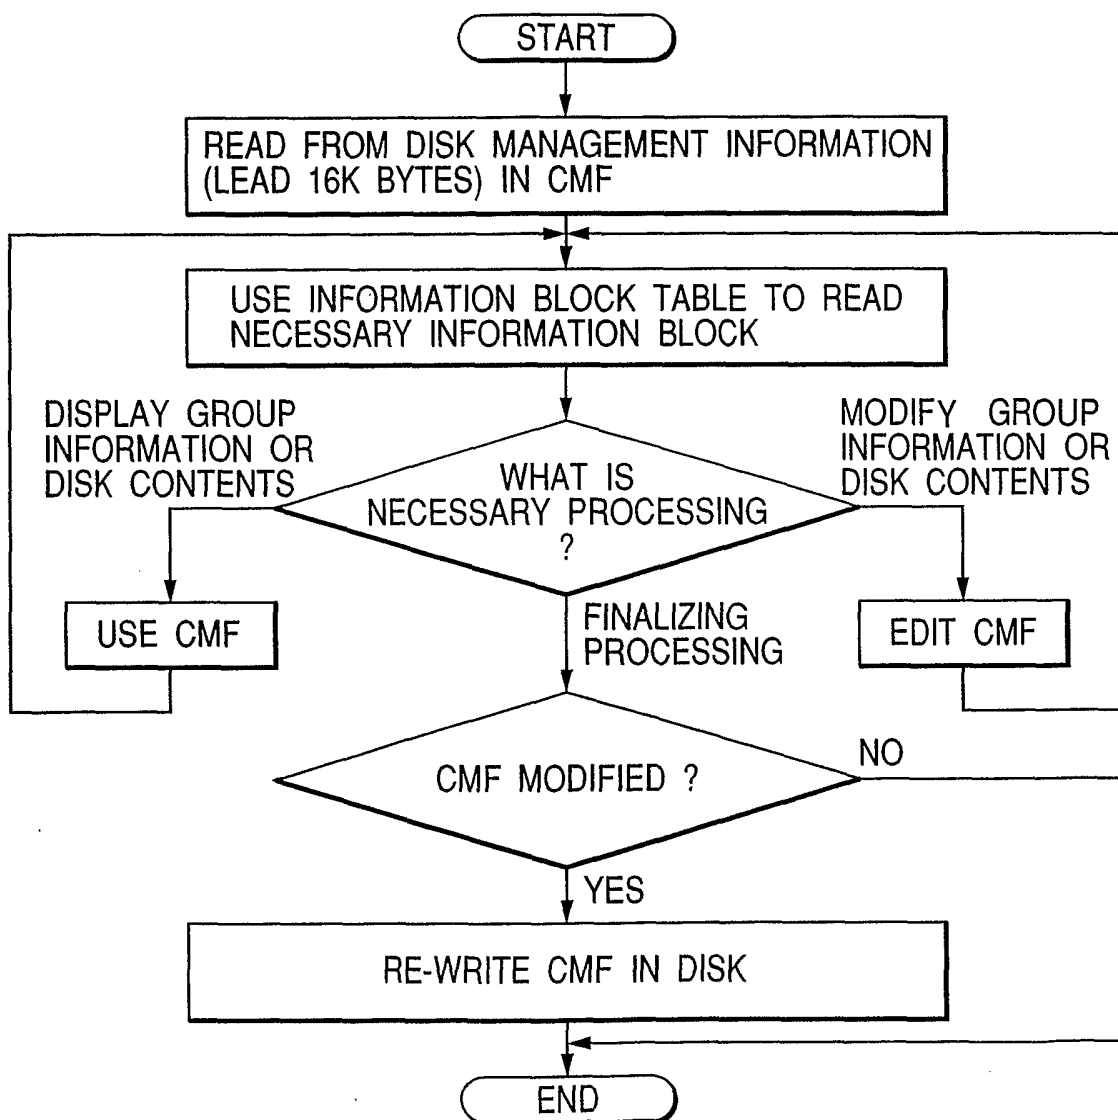 START
READ FROM DISK MANAGEMENT INFORMATION
(LEAD 16K BYTES) IN CMF
USE INFORMATION BLOCK TABLE TO READ
NECESSARY INFORMATION BLOCK
DISPLAY GROUP
INFORMATION OR
DISK CONTENTS
WHAT IS
NECESSARY PROCESSING
?
MODIFY GROUP
INFORMATION OR
DISK CONTENTS
USE CMF
FINALIZING
PROCESSING
EDIT CMF
CMF MODIFIED ?
NO
YES
RE-WRITE CMF IN DISK
END